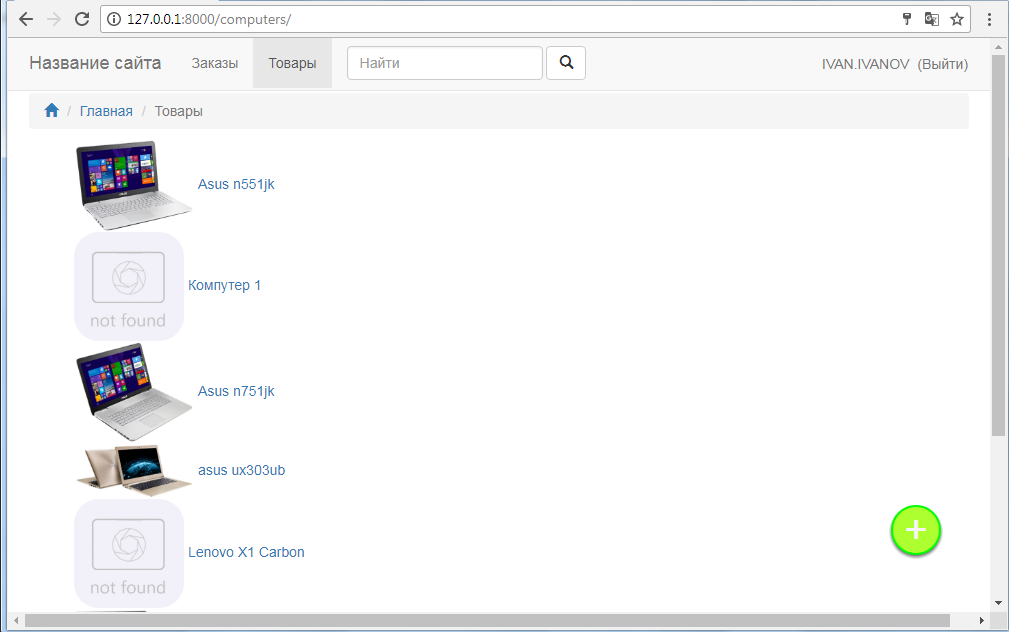 127.0.0.1:8000/computers/
Название сайта Заказы Товары Найти IVAN.IVANOV (Выйти)
/ Главная / Товары
Asus n551jk
not found
Компутер 1
Asus n751jk
asus ux303ub
not found
Lenovo X1 Carbon